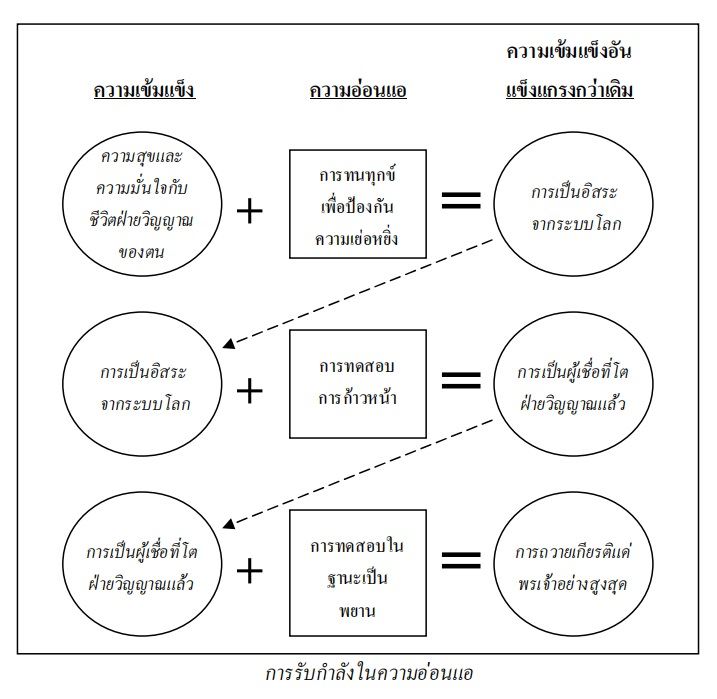 ความเข้มแข็ง
ความอ่อนแอ
ความเข้มแข็งอัน
แข็งแกรงกว่าเดิม
ความสุขและ
ความมั่นใจกับ
ชีวิตฝ่ายวิญญาณ
ของตน
+
การทนทุกข์
เพื่อป้องกัน
ความเย่อหยิ่ง
=
การเป็นอิสระ
จากระบบโลก
การเป็นอิสระ
จากระบบโลก
+
การทดสอบ
การก้าวหน้า
=
การเป็นผู้เชื่อที่โต
ฝ่ายวิญญาณแล้ว
การเป็นผู้เชื่อที่โต
ฝ่ายวิญญาณแล้ว
+
การทดสอบใน
ฐานะเป็น
พยาน
=
การถวายเกียรติแด่
พรเจ้าอย่างสูงสุด
การรับกำลังในความอ่อนแอ